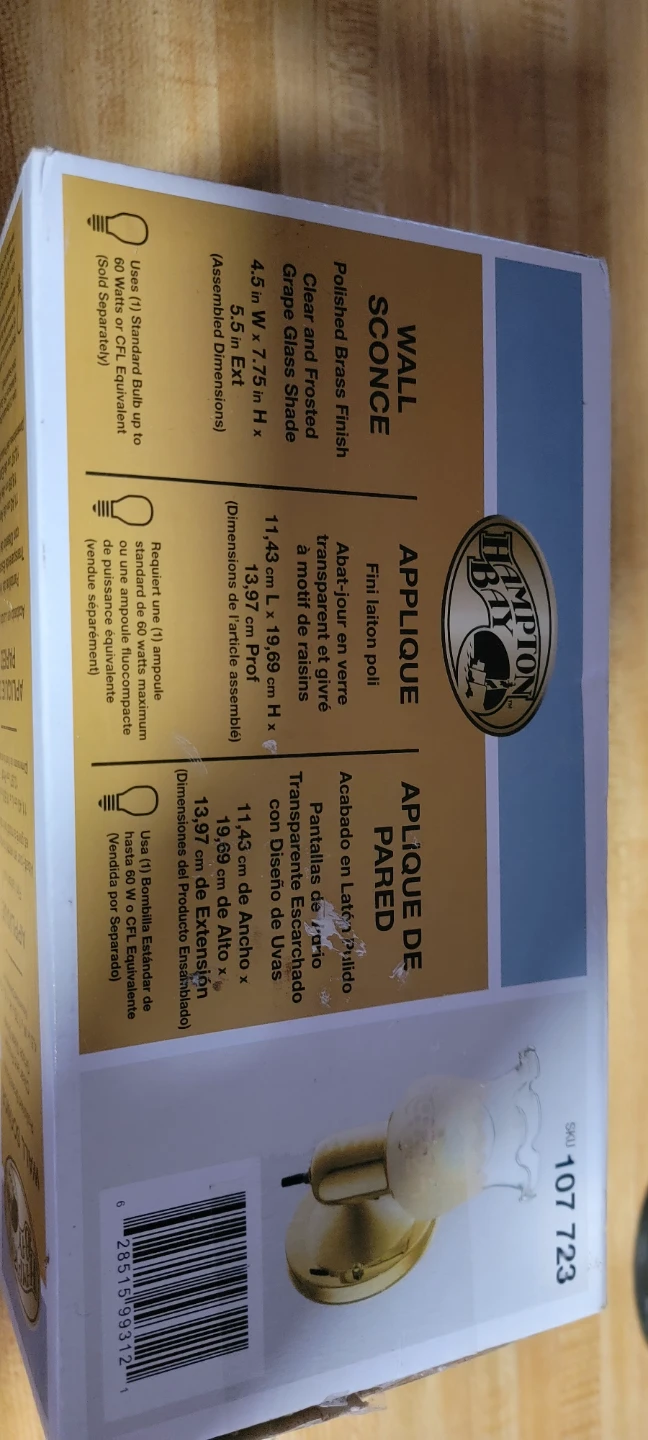 HAMPTON
BAY™
WALL
SCONCE
Polished Brass Finish
Clear and Frosted
Grape Glass Shade
4.5 in W x 7.75 in H x
5.5 in Ext
(Assembled Dimensions)
Uses (1) Standard Bulb up to
60 Watts or CFL Equivalent
(Sold Separately)
APPLIQUE
Fini laiton poli
Abat-jour en verre
transparent et givré
à motif de raisins
11,43 cm L x 19,69 cm H x
13,97 cm Prof
(Dimensions de l'article assemblé)
Requiert une (1) ampoule
standard de 60 watts maximum
ou une ampoule fluocompacte
de puissance équivalente
(vendue séparément)
APLIQUE DE
PARED
Acabado en Latón Pulido
Pantallas de Vidrio
Transparente Escarchado
con Diseño de Uvas
11,43 cm de Ancho x
19,69 cm de Alto x
13,97 cm de Extensión
(Dimensiones del Producto Ensamblado)
Usa (1) Bombilla Estándar de
hasta 60 W o CFL Equivalente
(Vendida por Separado)
SKU 107 723
6 28515 99312 1